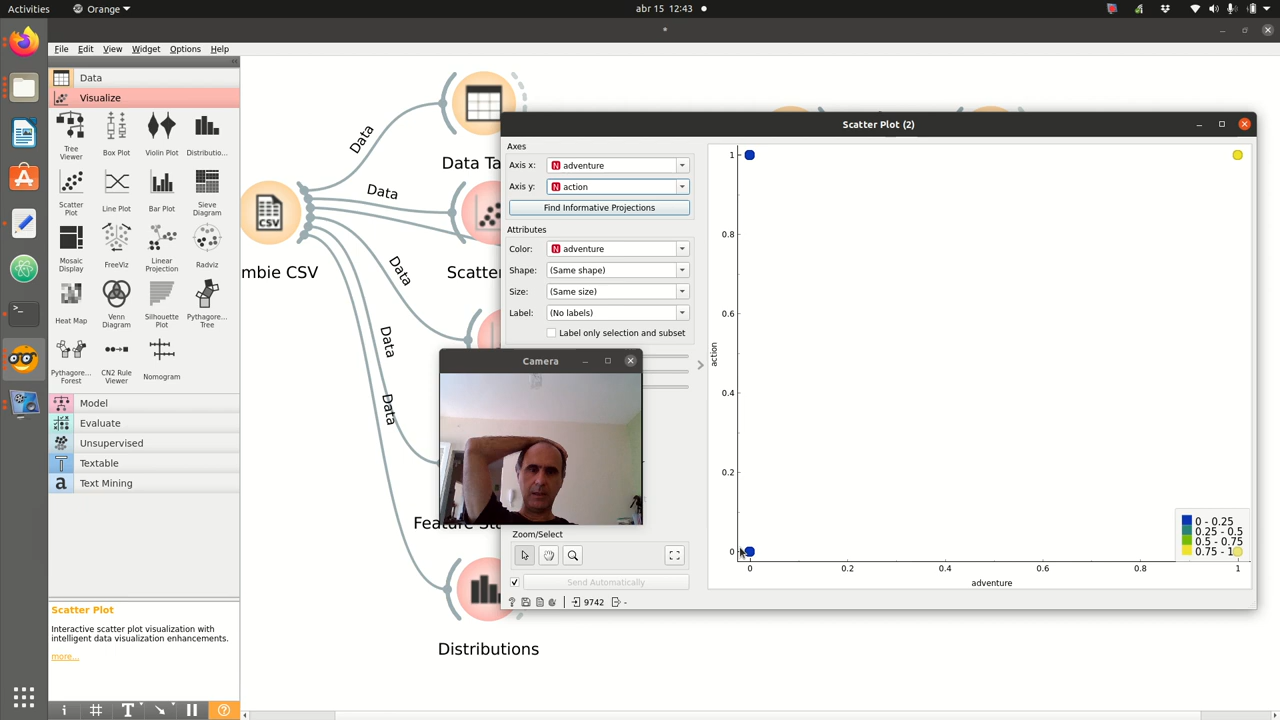 Activities
Orange
abr 15 12:43
File Edit View Widget Options Help
Data
Visualize
Tree Viewer
Box Plot
Violin Plot
Distributio...
Scatter Plot
Line Plot
Bar Plot
Sieve Diagram
Mosaic Display
FreeViz
Linear Projection
Radviz
Heat Map
Venn Diagram
Silhouette Plot
Pythagore... Tree
Pythagore... Forest
CN2 Rule Viewer
Nomogram
Model
Evaluate
Unsupervised
Textable
Text Mining
Scatter Plot
Interactive scatter plot visualization with
intelligent data visualization enhancements.
more...
CSV
mbie CSV
Data
Data
Data
Data
Data
Data Ta
Scatter
Feature Sta
Distributions
Scatter Plot (2)
Axes
Axis x: N adventure
Axis y: N action
Find Informative Projections
Attributes
Color: N adventure
Shape: (Same shape)
Size: (Same size)
Label: (No labels)
Label only selection and subset
Camera
Zoom/Select
Send Automatically
9742 -
1
0.8
0.6
0.4
0.2
0
action
0 0.2 0.4 0.6 0.8 1
adventure
0 - 0.25
0.25 - 0.5
0.5 - 0.75
0.75 - 1